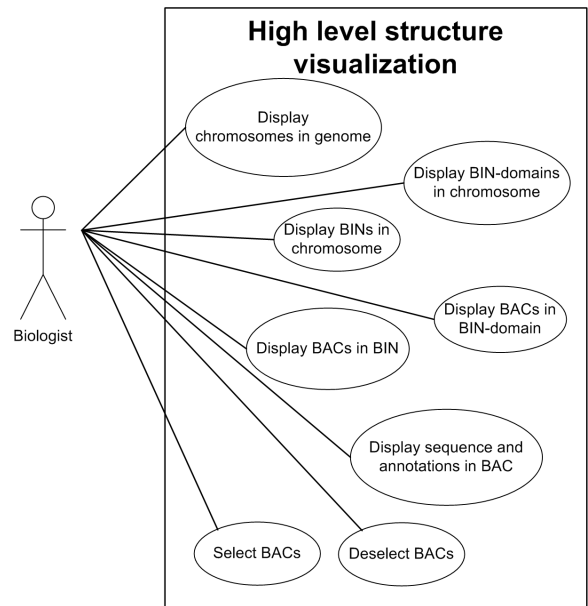 High level structure
visualization
Display
chromosomes in genome
Display BIN-domains
in chromosome
Display BINs in
chromosome
Display BACs in
BIN-domain
Biologist
Display BACs in BIN
Display sequence and
annotations in BAC
Select BACs
Deselect BACs